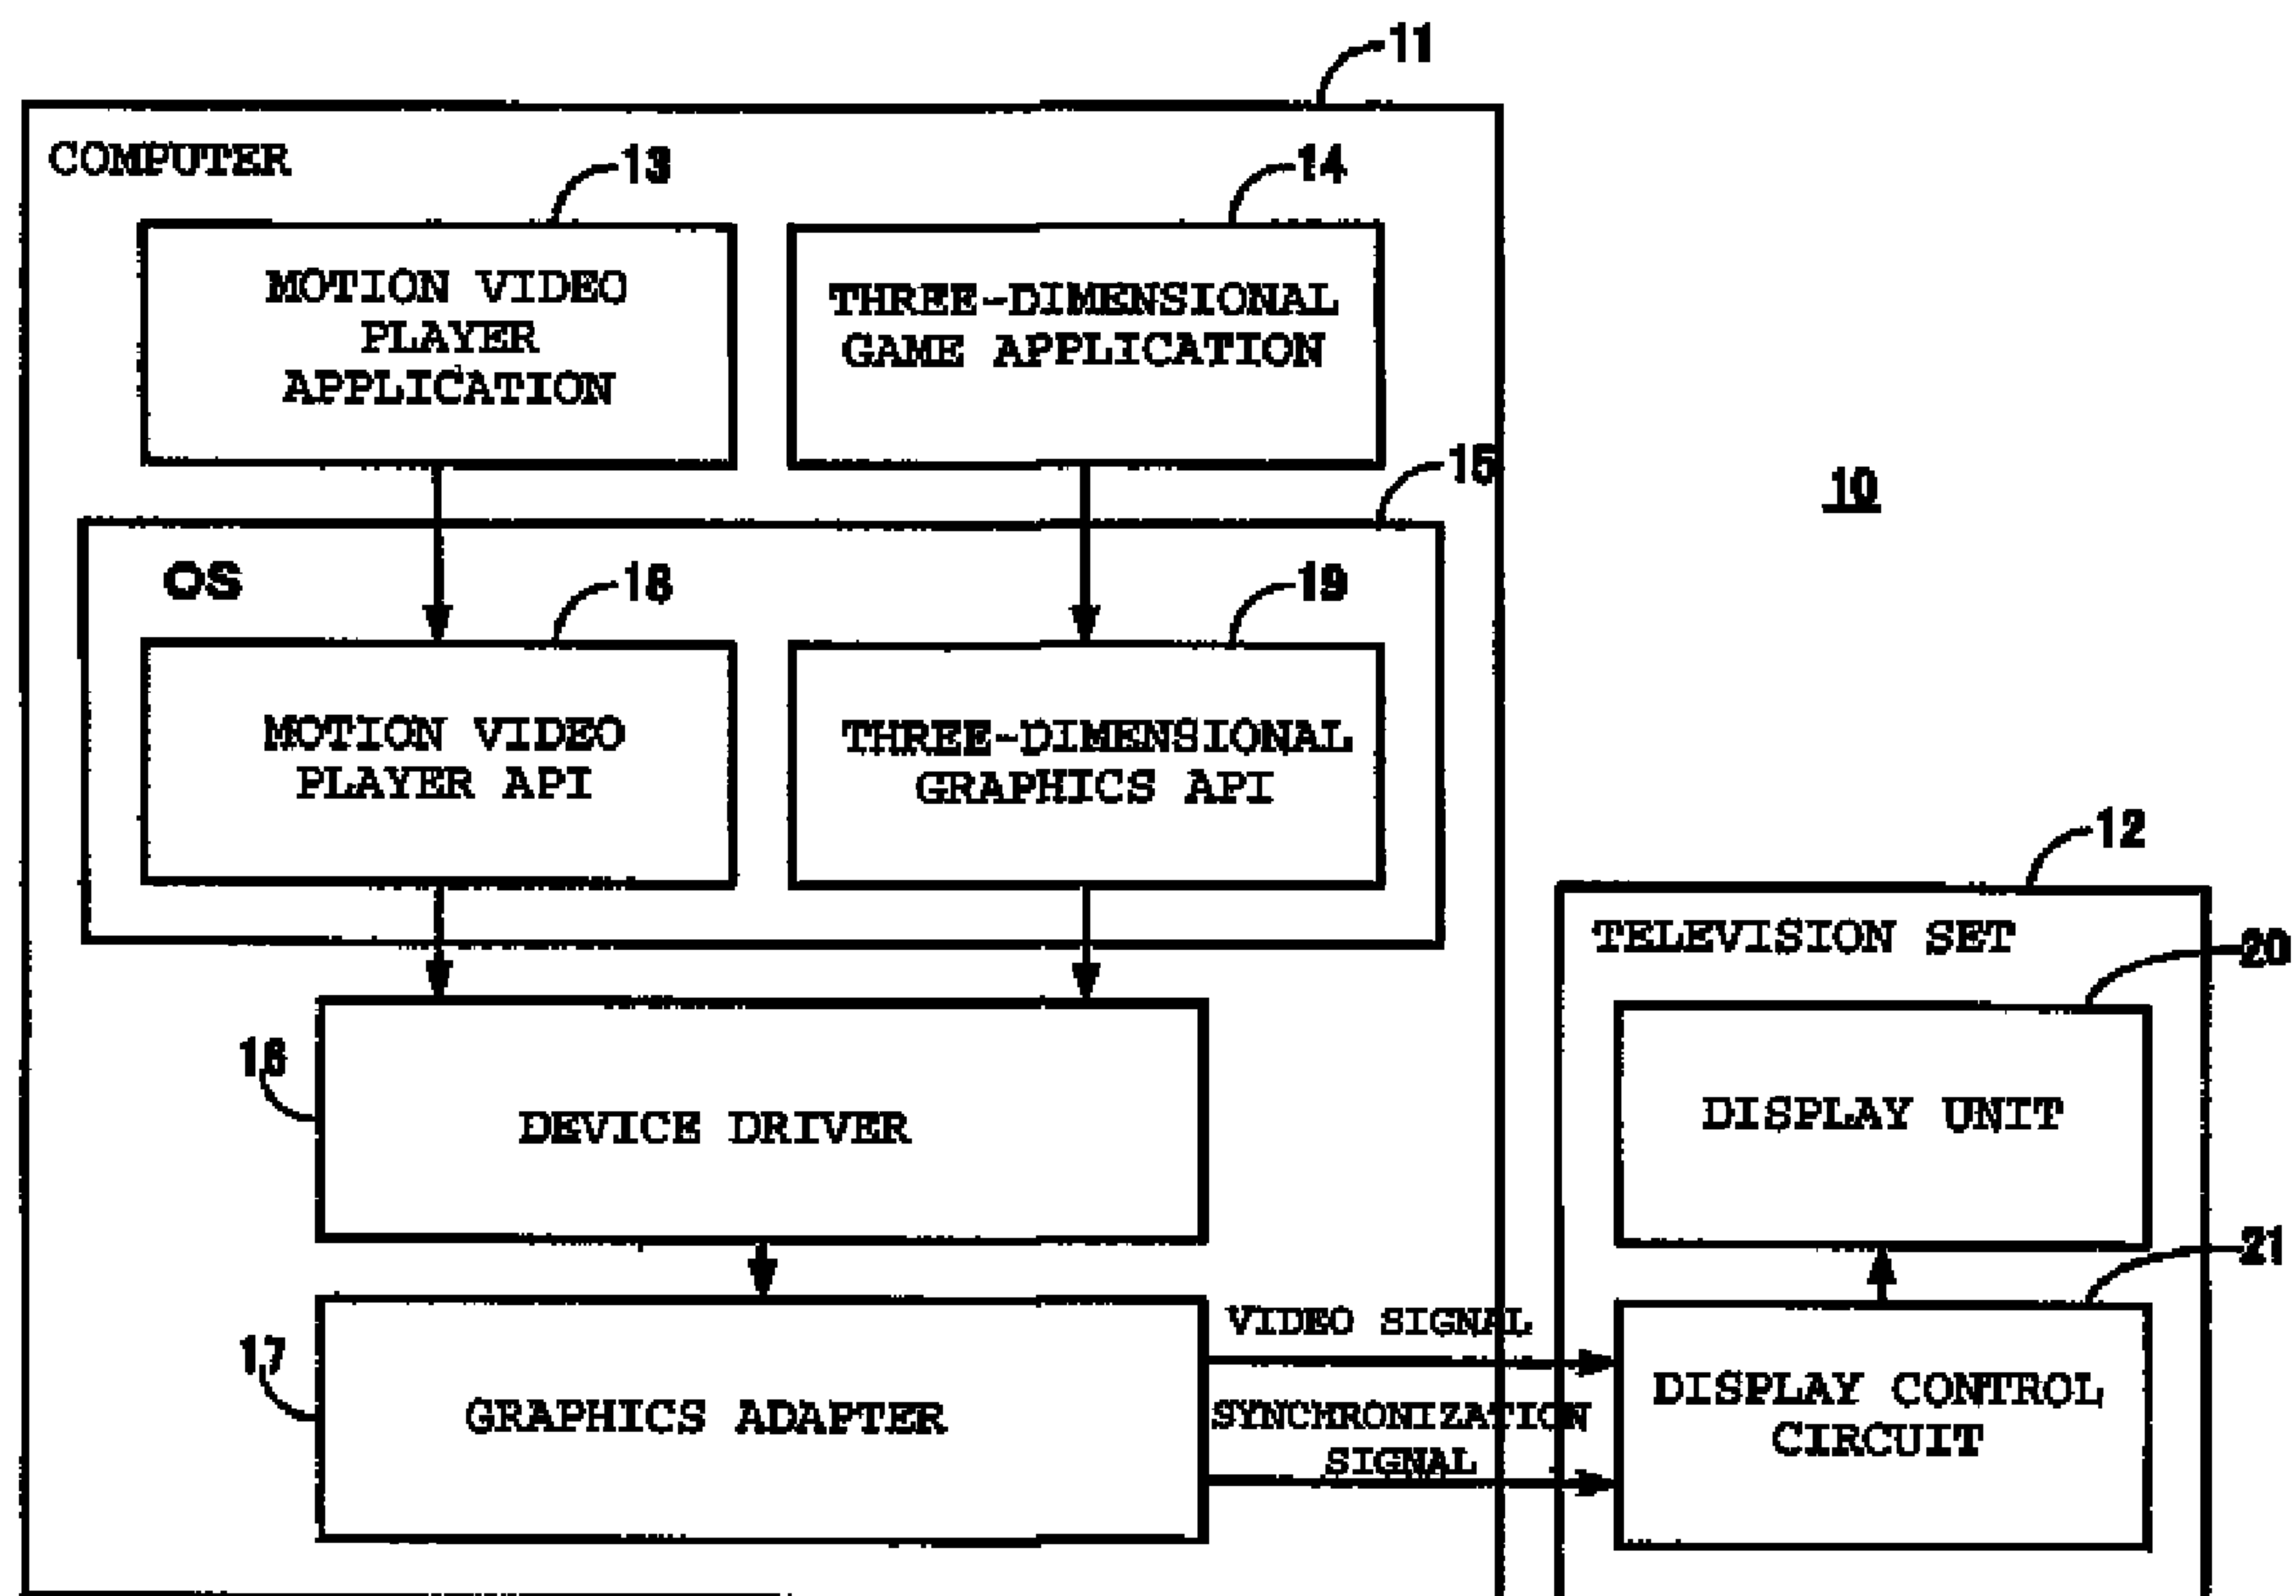 11
COMPUTER
13
14
MOTION VIDEO
PLAYER
APPLICATION
THREE-DIMENSIONAL
GAME APPLICATION
15
10
OS
18
19
MOTION VIDEO
PLAYER API
THREE-DIMENSIONAL
GRAPHICS API
12
TELEVISION SET
20
16
DEVICE DRIVER
DISPLAY UNIT
21
17
GRAPHICS ADAPTER
VIDEO SIGNAL
SYNCHRONIZATION
SIGNAL
DISPLAY CONTROL
CIRCUIT